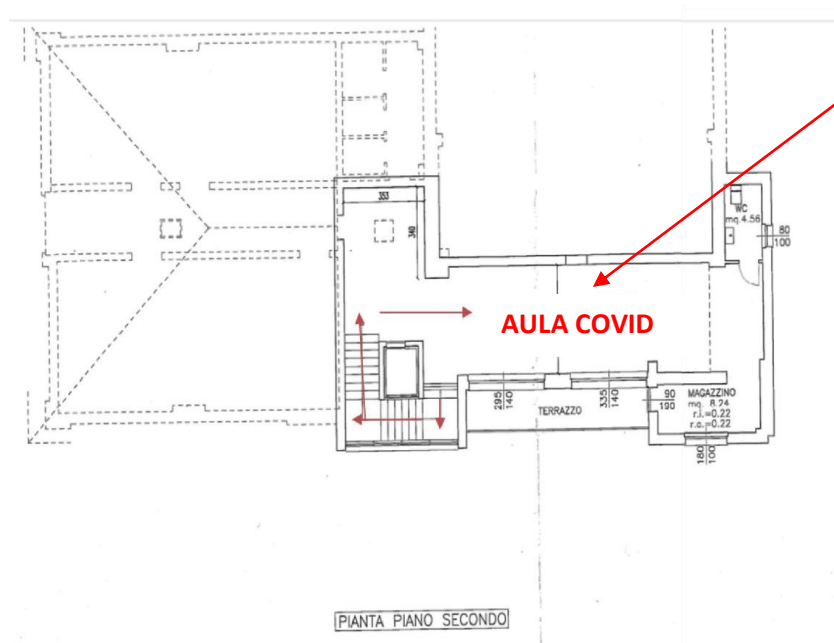 353
340
WC
mq.4.56
80
100
AULA COVID
295
140
TERRAZZO
335
140
90
190
MAGAZZINO
mq. 8.24
r.i.=0.22
r.a.=0.22
180
100
PIANTA PIANO SECONDO